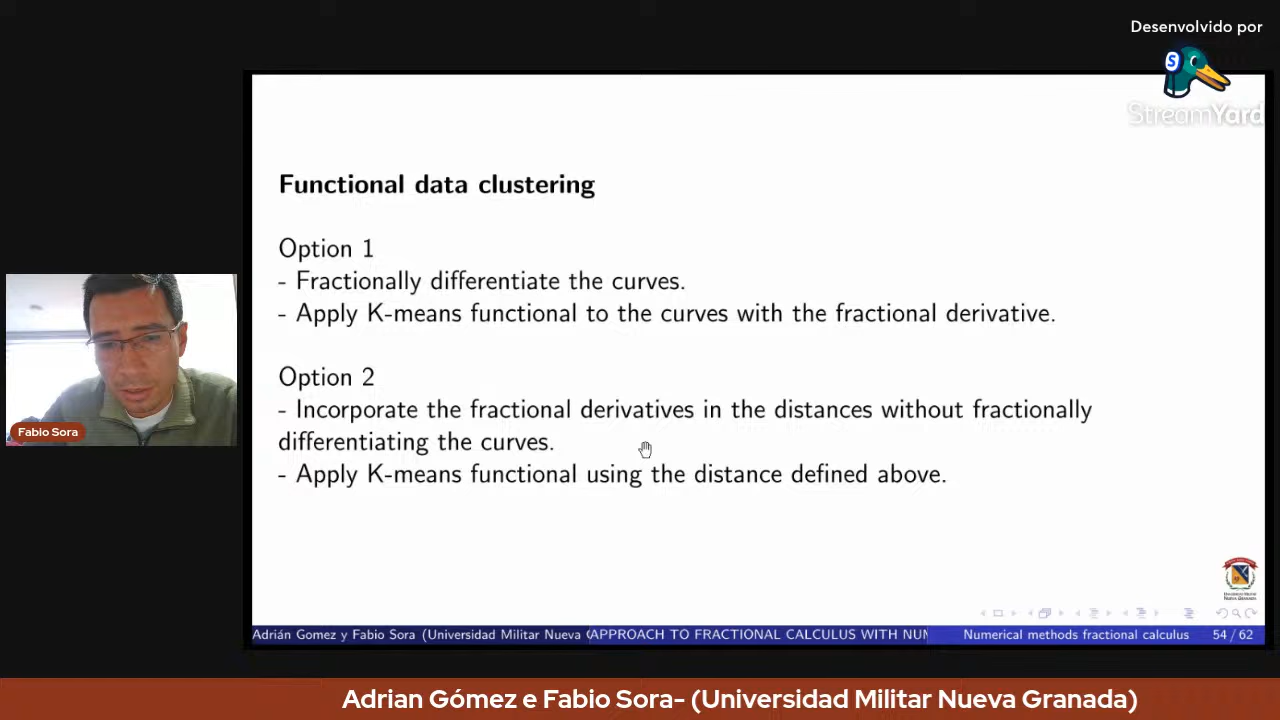 Desenvolvido por
S
StreamYard
Functional data clustering
Option 1
- Fractionally differentiate the curves.
- Apply K-means functional to the curves with the fractional derivative.
Option 2
- Incorporate the fractional derivatives in the distances without fractionally
differentiating the curves.
- Apply K-means functional using the distance defined above.
Fabio Sora
Adrián Gomez y Fabio Sora (Universidad Militar Nueva G APPROACH TO FRACTIONAL CALCULUS WITH NUM Numerical methods fractional calculus 54 / 62
Adrian Gómez e Fabio Sora- (Universidad Militar Nueva Granada)